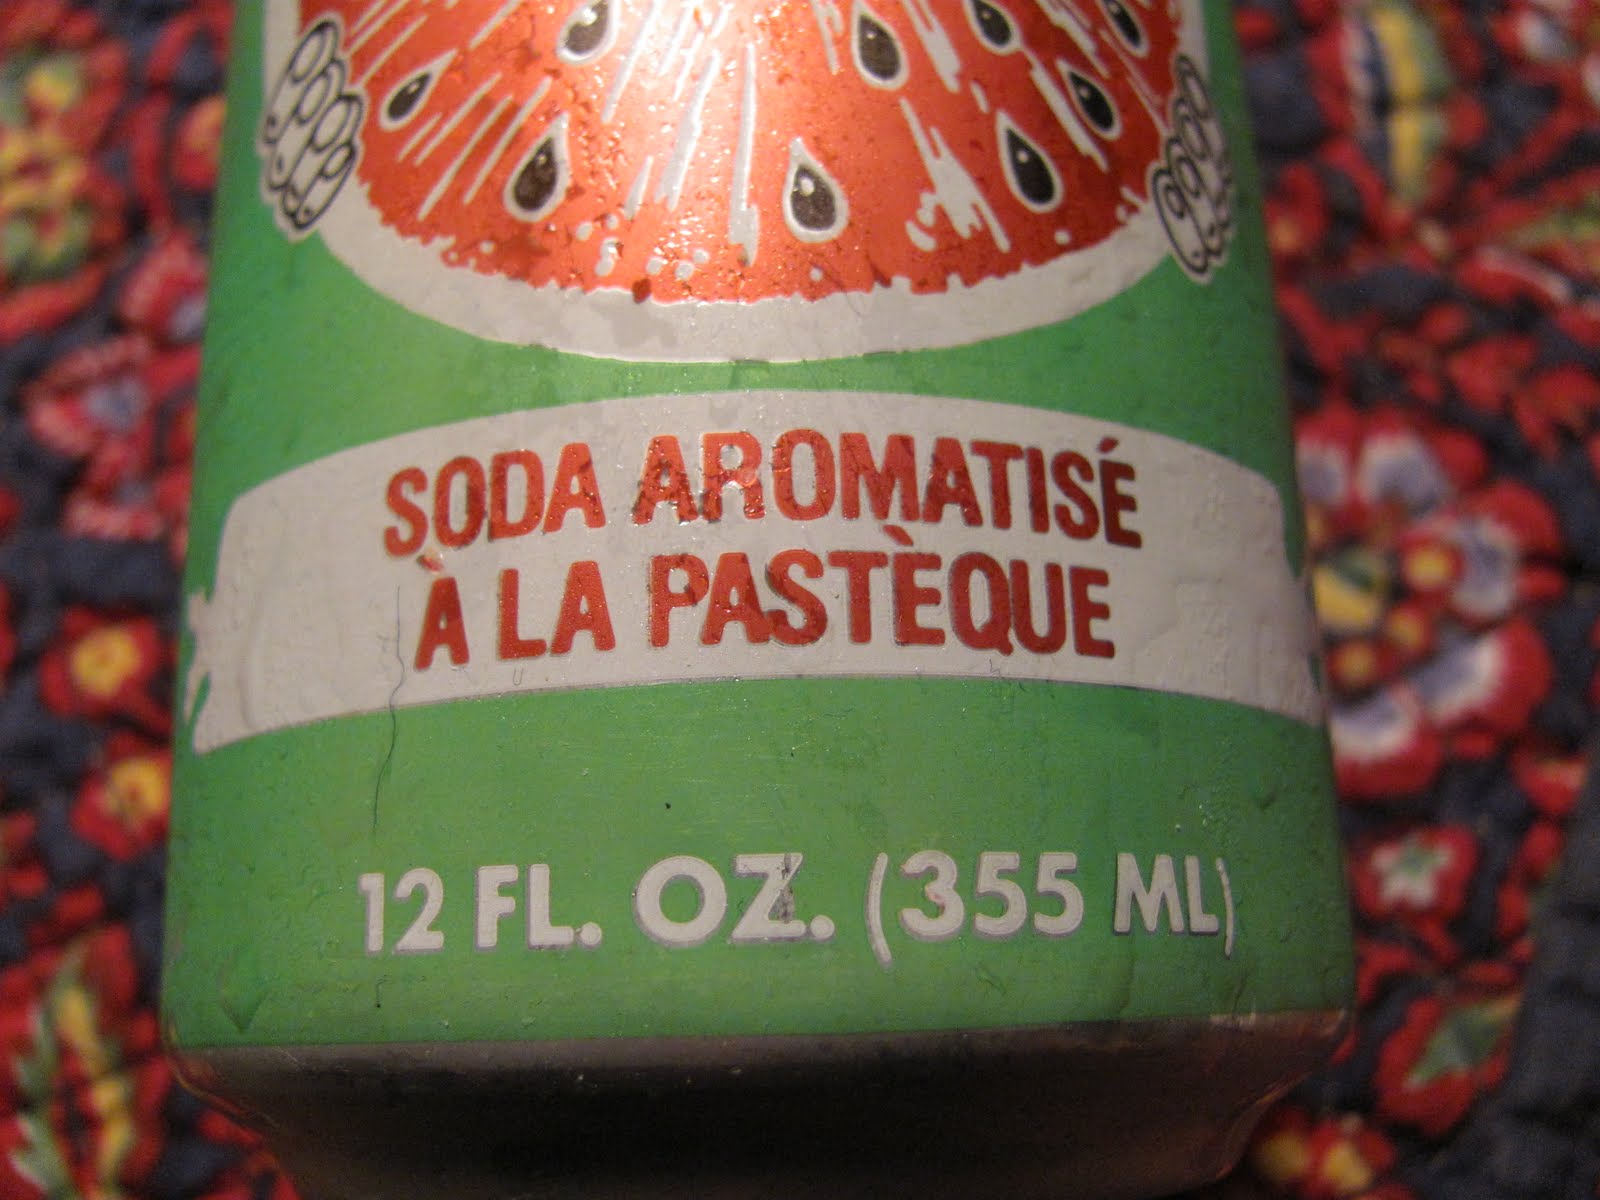 SODA AROMATISÉ
À LA PASTÈQUE
12 FL. OZ. (355 ML)